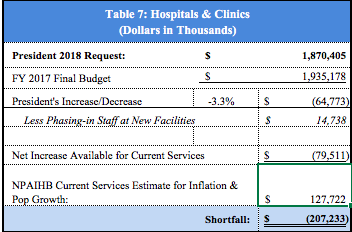 Table 7: Hospitals & Clinics
(Dollars in Thousands)
President 2018 Request: $ 1,870,405
FY 2017 Final Budget $ 1,935,178
President's Increase/Decrease -3.3% $ (64,773)
Less Phasing-in Staff at New Facilities $ 14,738
Net Increase Available for Current Services $ (79,511)
NPAIHB Current Services Estimate for Inflation &
Pop Growth: $ 127,722
Shortfall: $ (207,233)